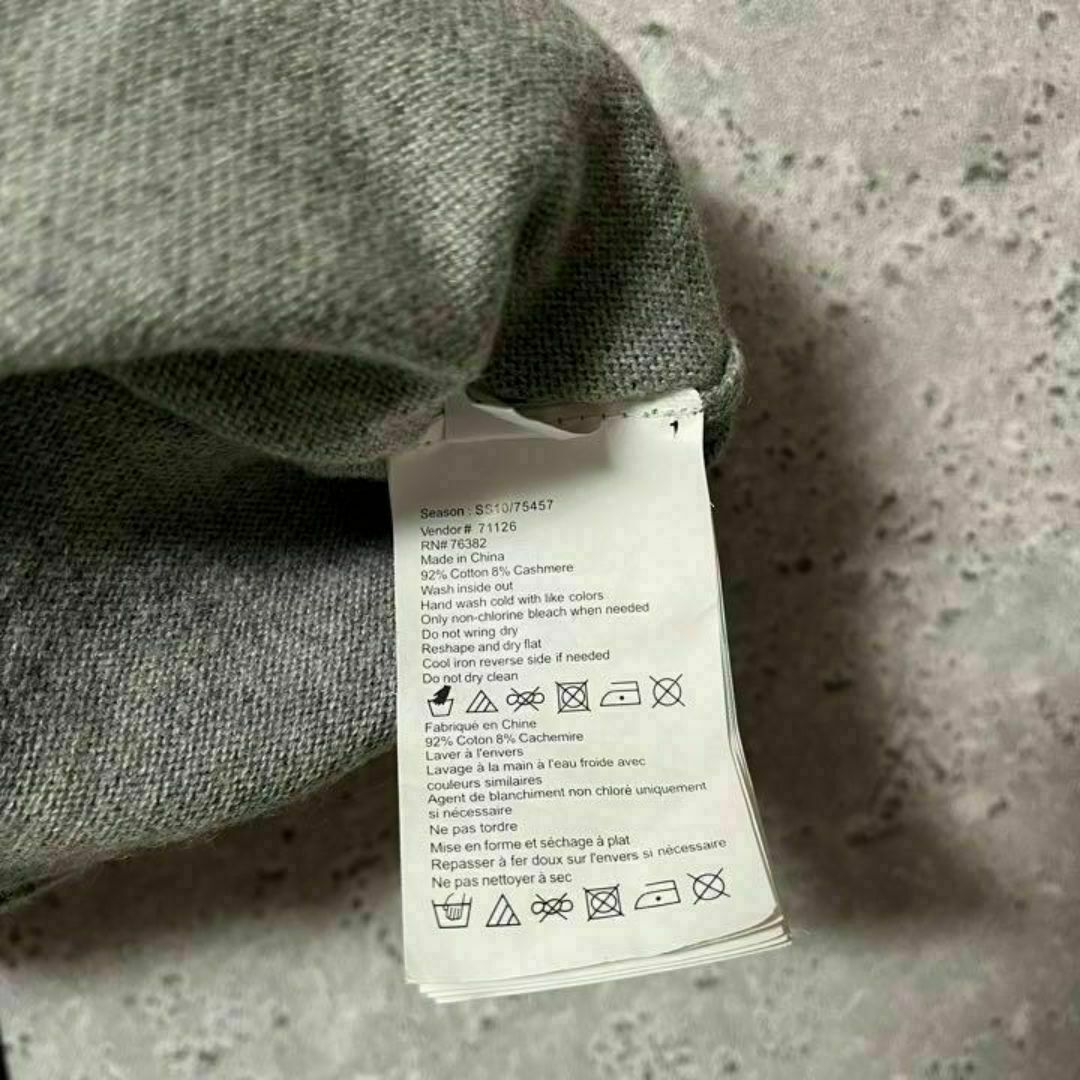 Season : SS10/75457
Vendor# 71126
RN# 76382
Made in China
92% Cotton 8% Cashmere
Wash inside out
Hand wash cold with like colors
Only non-chlorine bleach when needed
Do not wring dry
Reshape and dry flat
Cool iron reverse side if needed
Do not dry clean
Fabriqué en Chine
92% Coton 8% Cachemire
Laver à l'envers
Lavage à la main à l'eau froide avec
couleurs similaires
Agent de blanchiment non chloré uniquement
si nécessaire
Ne pas tordre
Mise en forme et séchage à plat
Repasser à fer doux sur l'envers si nécessaire
Ne pas nettoyer à sec